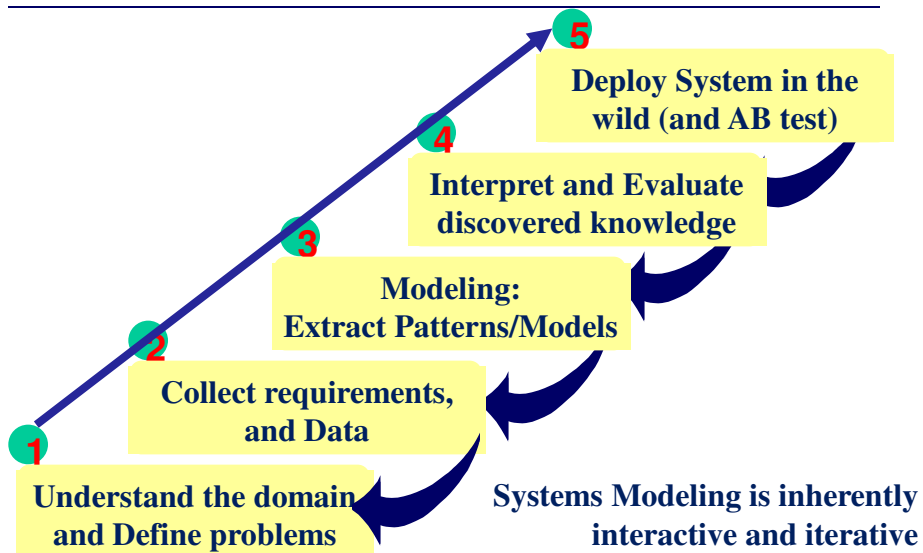 5
Deploy System in the
wild (and AB test)
4
Interpret and Evaluate
discovered knowledge
3
Modeling:
Extract Patterns/Models
2
Collect requirements,
and Data
1
Understand the domain
and Define problems
Systems Modeling is inherently
interactive and iterative